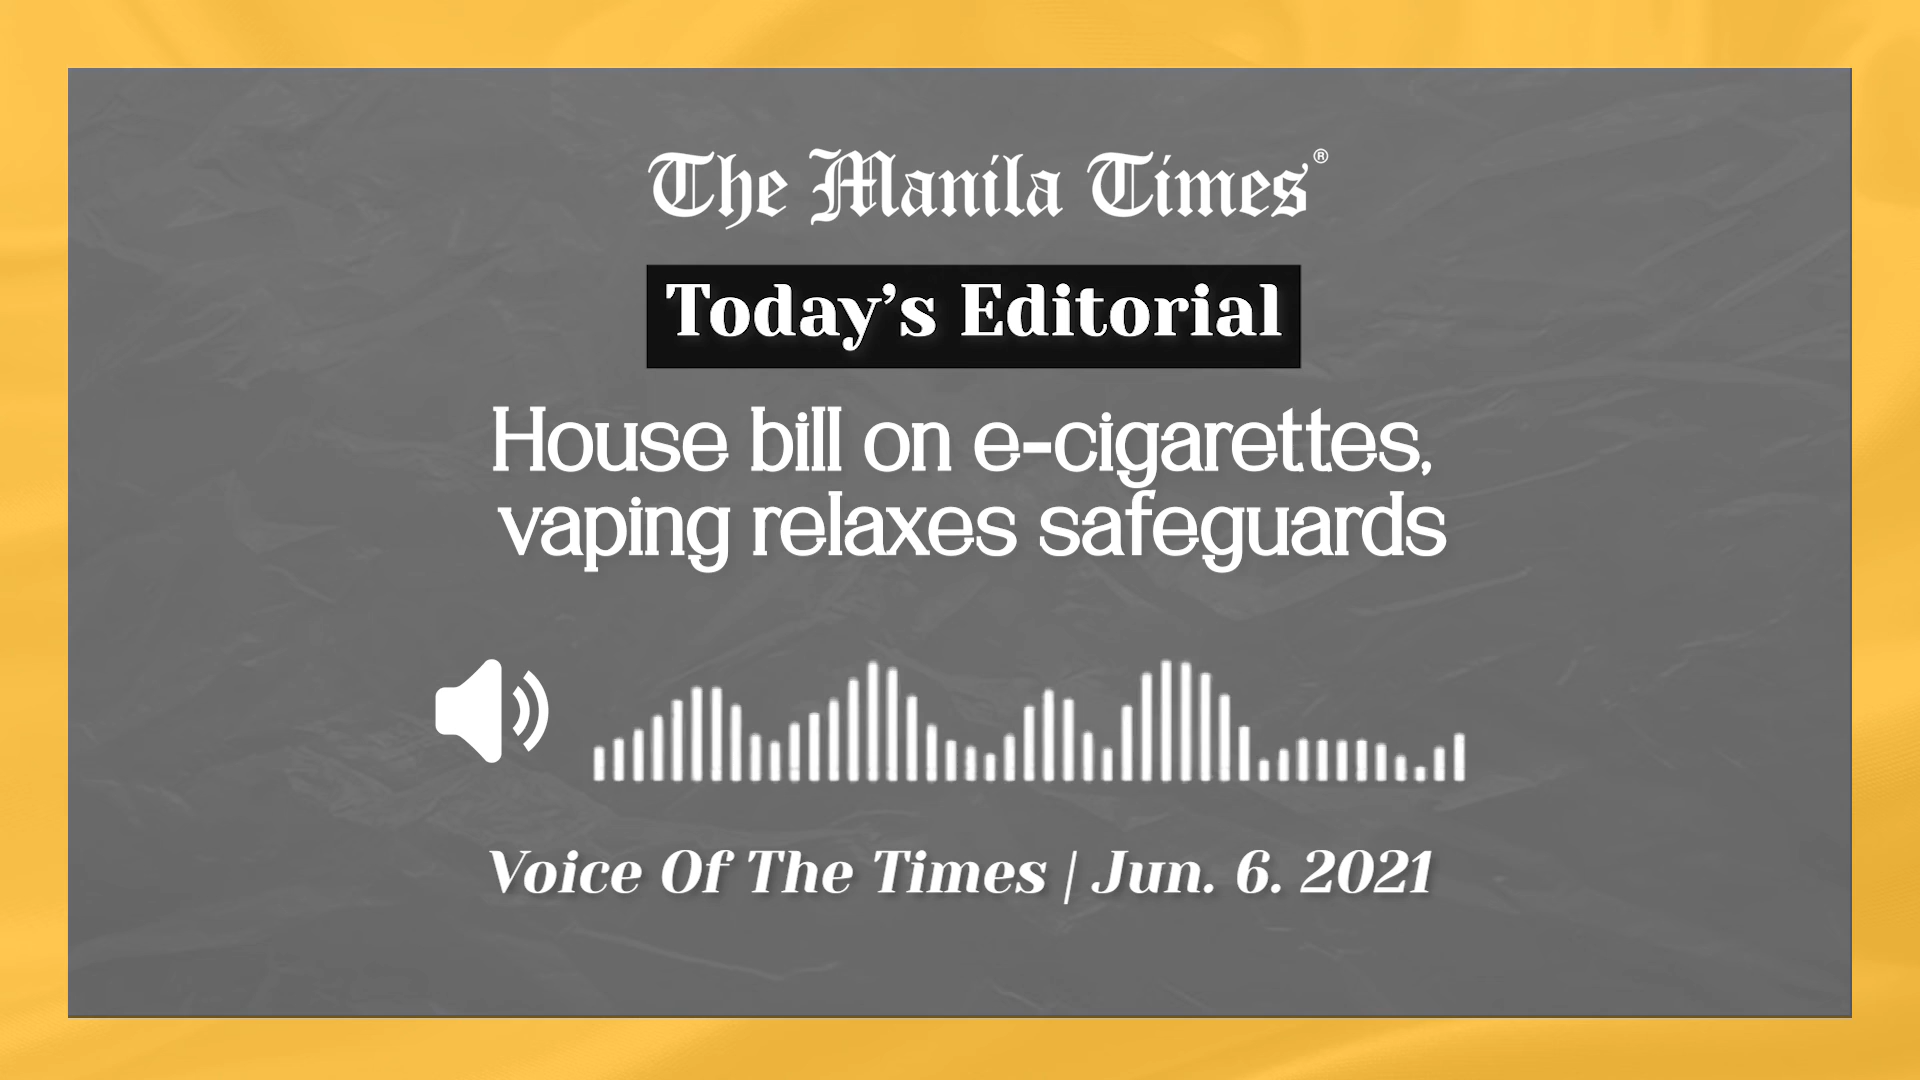 The Manila Times®
Today's Editorial
House bill on e-cigarettes,
vaping relaxes safeguards
Voice Of The Times | Jun. 6. 2021